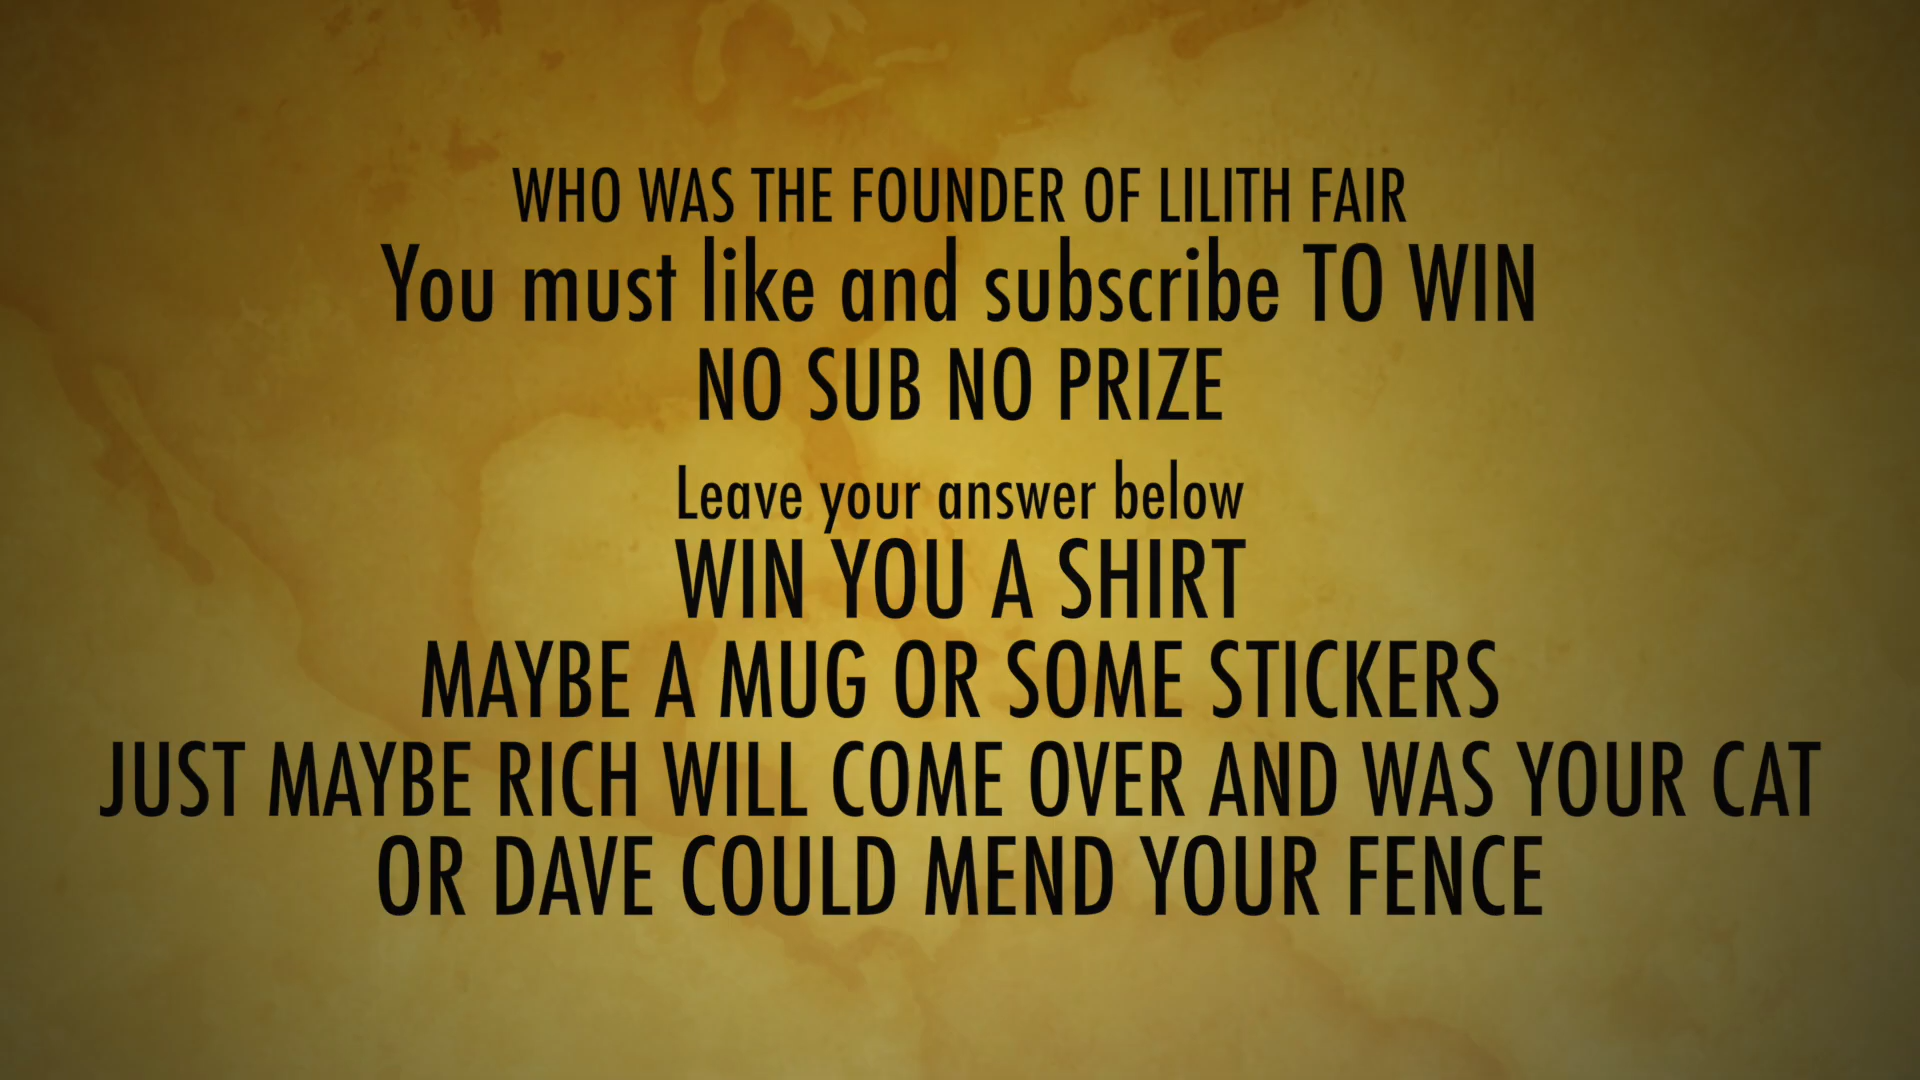 WHO WAS THE FOUNDER OF LILITH FAIR
You must like and subscribe TO WIN
NO SUB NO PRIZE
Leave your answer below
WIN YOU A SHIRT
MAYBE A MUG OR SOME STICKERS
JUST MAYBE RICH WILL COME OVER AND WAS YOUR CAT
OR DAVE COULD MEND YOUR FENCE